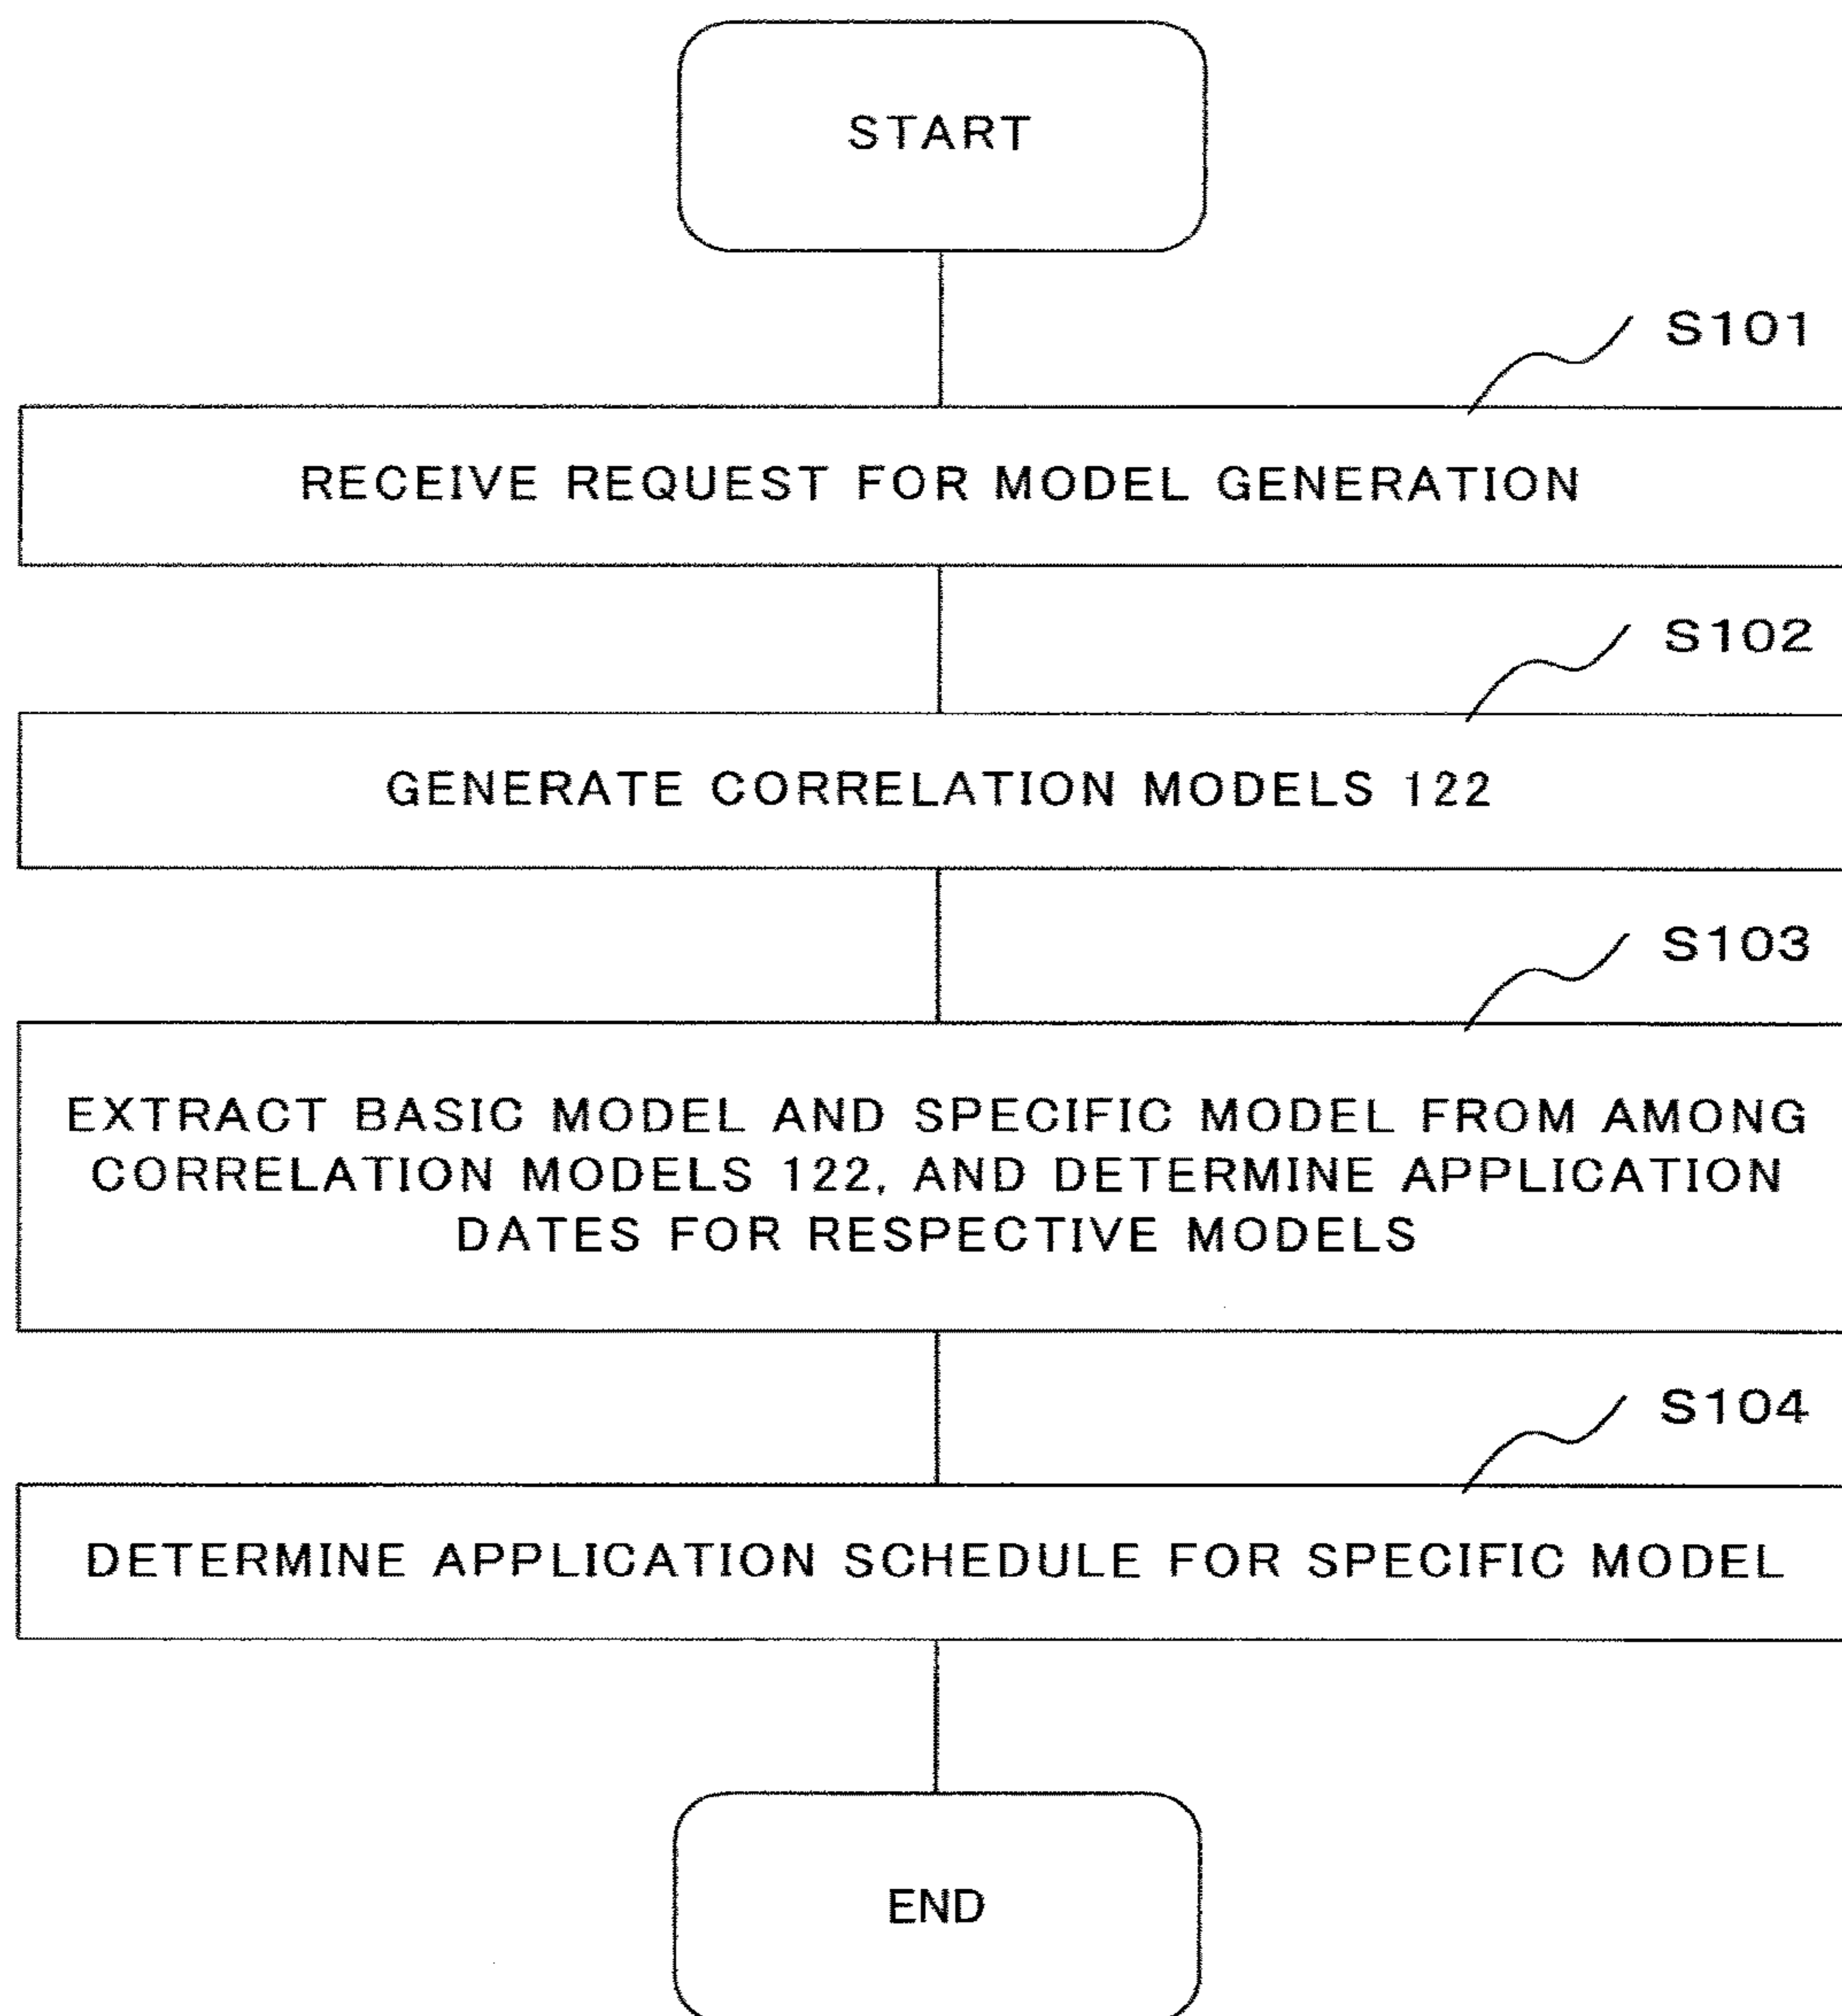 START
S101
RECEIVE REQUEST FOR MODEL GENERATION
S102
GENERATE CORRELATION MODELS 122
S103
EXTRACT BASIC MODEL AND SPECIFIC MODEL FROM AMONG
CORRELATION MODELS 122, AND DETERMINE APPLICATION
DATES FOR RESPECTIVE MODELS
S104
DETERMINE APPLICATION SCHEDULE FOR SPECIFIC MODEL
END